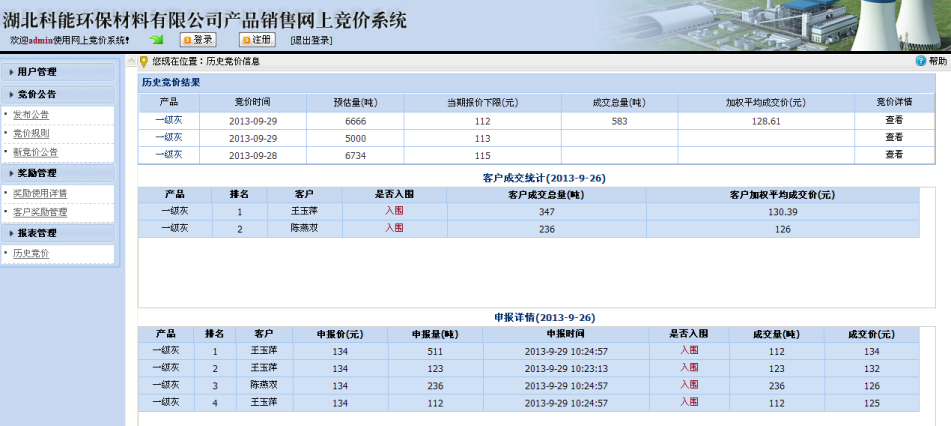 湖北科能环保材料有限公司产品销售网上竞价系统
欢迎admin使用网上竞价系统! 登录 注册 [退出登录]
您现在位置：历史竞价信息 帮助
用户管理
竞价公告
发布公告
竞价规则
新竞价公告
奖励管理
奖励使用详情
客户奖励管理
报表管理
历史竞价
历史竞价结果
产品 竞价时间 预估量(吨) 当期报价下限(元) 成交总量(吨) 加权平均成交价(元) 竞价详情
一级灰 2013-09-29 6666 112 583 128.61 查看
一级灰 2013-09-29 5000 113 查看
一级灰 2013-09-28 6734 115 查看
客户成交统计(2013-9-26)
产品 排名 客户 是否入围 客户成交总量(吨) 客户加权平均成交价(元)
一级灰 1 王玉萍 入围 347 130.39
一级灰 2 陈燕双 入围 236 126
申报详情(2013-9-26)
产品 排名 客户 申报价(元) 申报量(吨) 申报时间 是否入围 成交量(吨) 成交价(元)
一级灰 1 王玉萍 134 511 2013-9-29 10:24:57 入围 112 134
一级灰 2 王玉萍 134 123 2013-9-29 10:23:13 入围 123 132
一级灰 3 陈燕双 134 236 2013-9-29 10:24:57 入围 236 126
一级灰 4 王玉萍 134 112 2013-9-29 10:24:57 入围 112 125